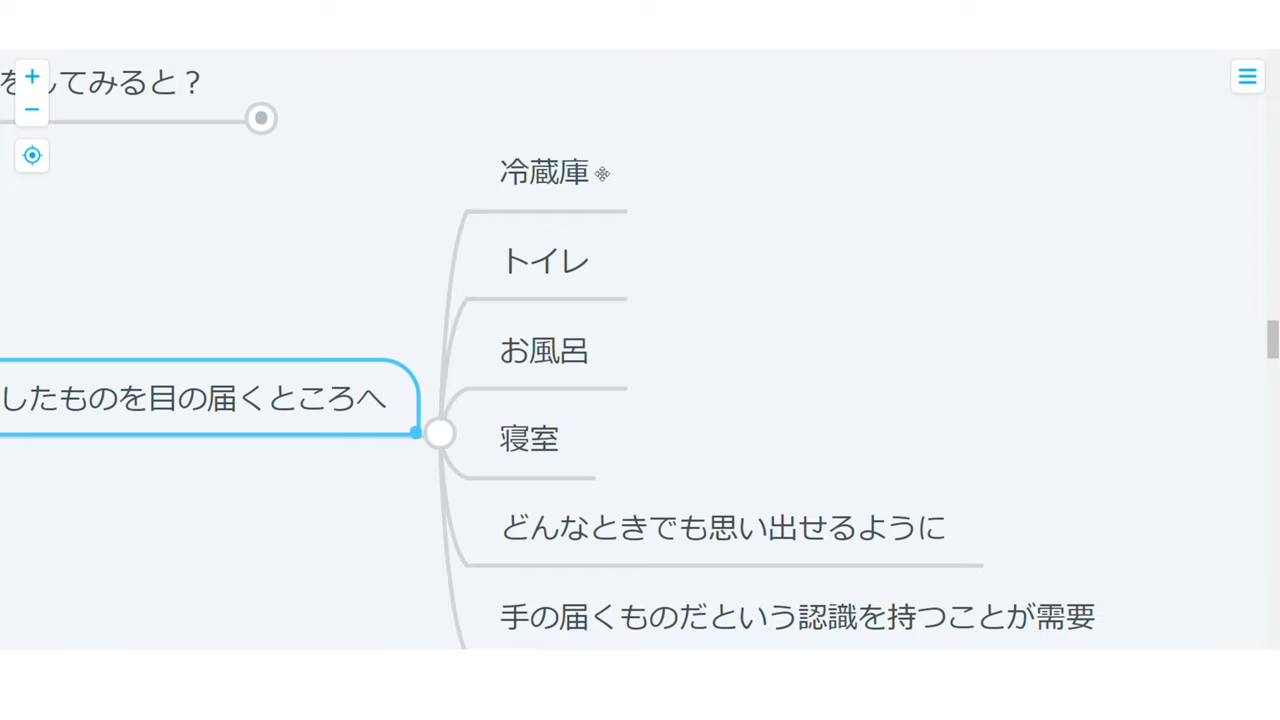 をしてみると？
冷蔵庫
トイレ
お風呂
したものを目の届くところへ
寝室
どんなときでも思い出せるように
手の届くものだという認識を持つことが需要